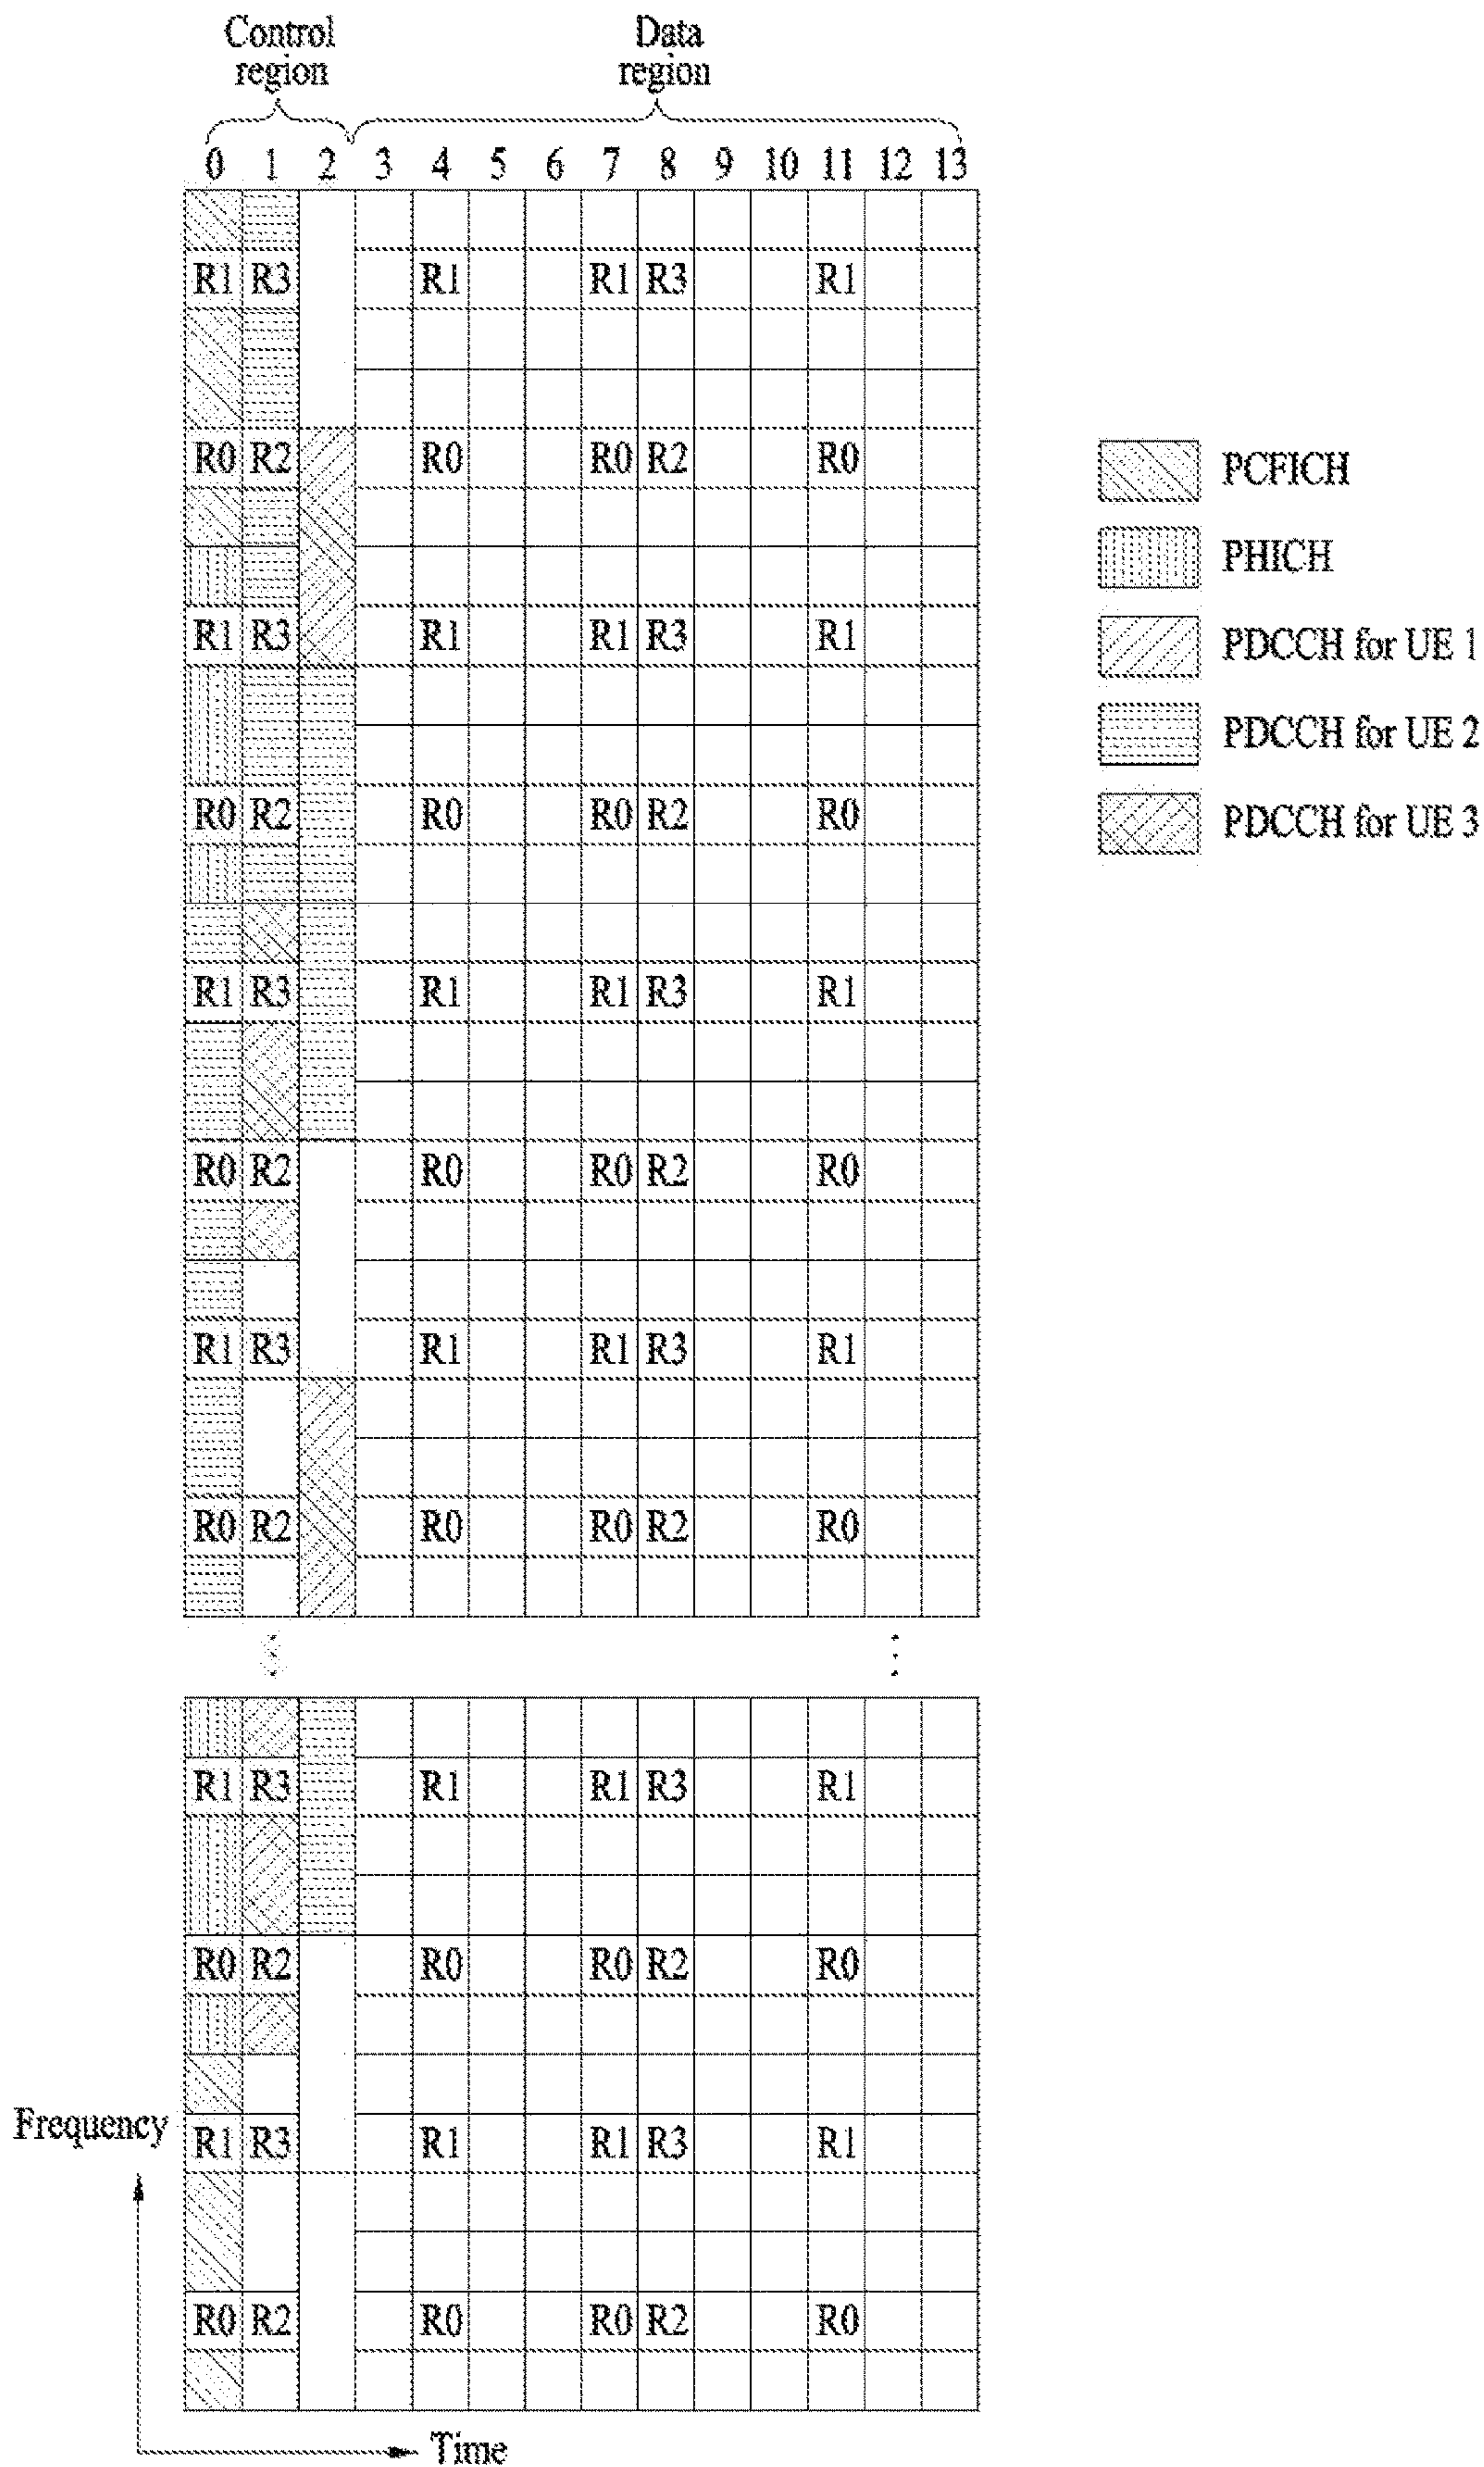 Control region
Data region
0 1 2 3 4 5 6 7 8 9 10 11 12 13
R1 R3 R1 R1 R3 R1
R0 R2 R0 R0 R2 R0
PCFICH
PHICH
R1 R3 R1 R1 R3 R1
PDCCH for UE 1
PDCCH for UE 2
R0 R2 R0 R0 R2 R0
PDCCH for UE 3
R1 R3 R1 R1 R3 R1
R0 R2 R0 R0 R2 R0
R1 R3 R1 R1 R3 R1
R0 R2 R0 R0 R2 R0
R1 R3 R1 R1 R3 R1
R0 R2 R0 R0 R2 R0
Frequency
R1 R3 R1 R1 R3 R1
R0 R2 R0 R0 R2 R0
Time